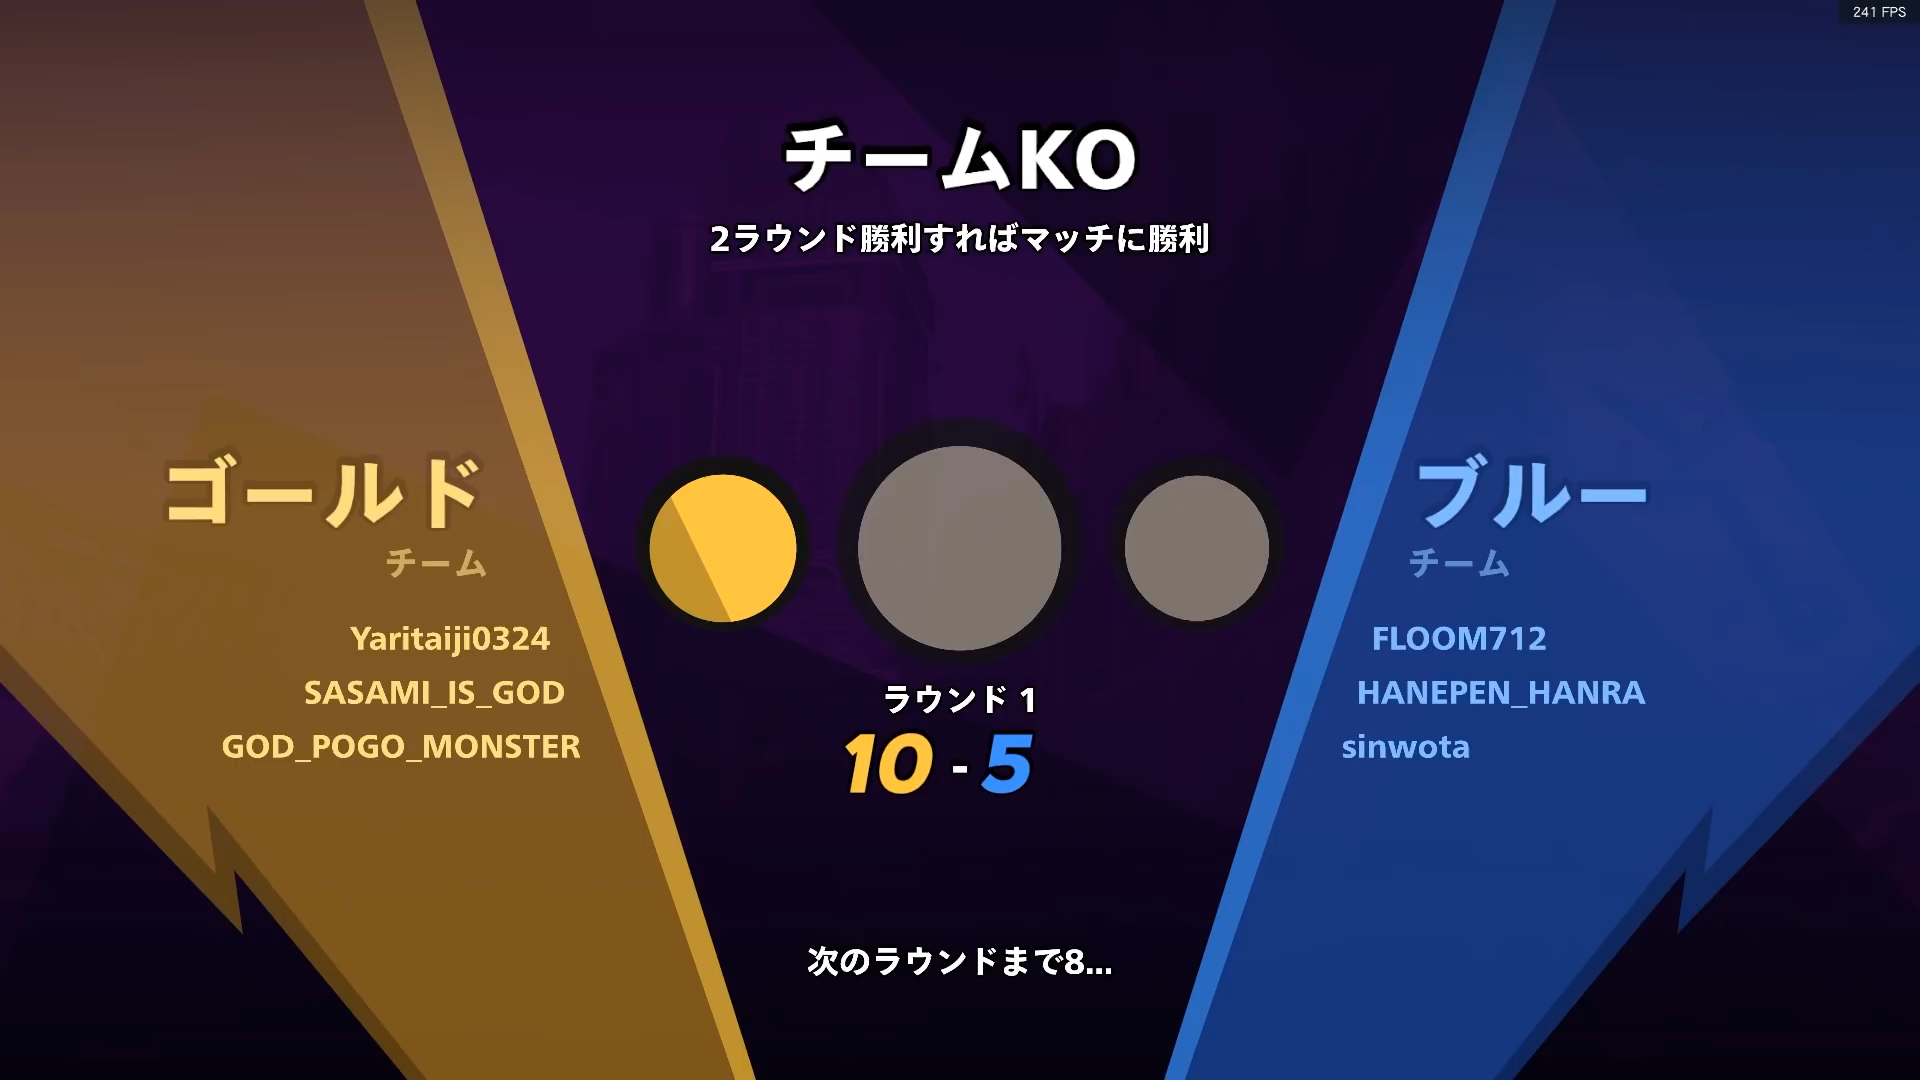 241 FPS
チームKO
2ラウンド勝利すればマッチに勝利
ゴールド
チーム
Yaritaiji0324
SASAMI_IS_GOD
GOD_POGO_MONSTER
ブルー
チーム
FLOOM712
HANEPEN_HANRA
sinwota
ラウンド 1
10 - 5
次のラウンドまで8...